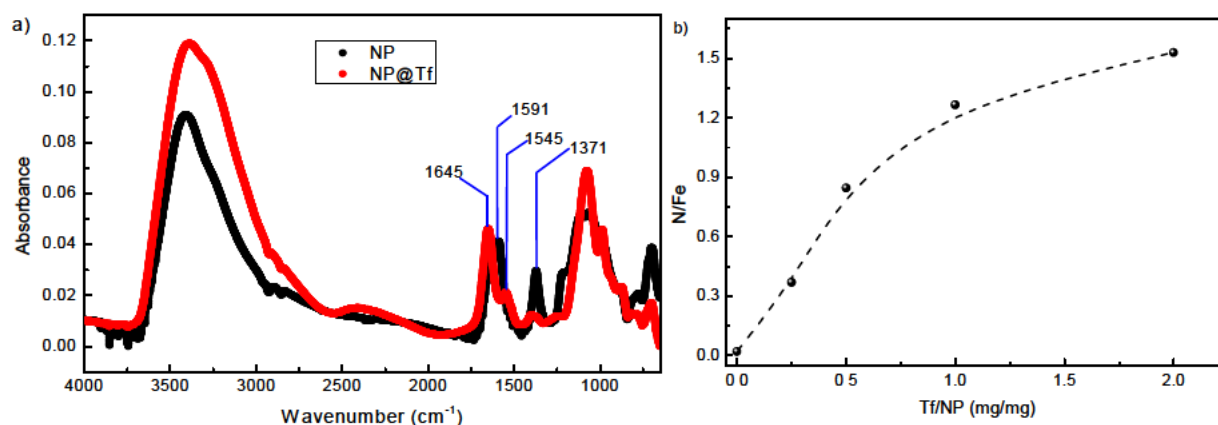 a)
0.12
0.10
0.08
0.06
0.04
0.02
0.00
Absorbance
NP
NP@Tf
1591
1545
1645
1371
4000 3500 3000 2500 2000 1500 1000
Wavenumber (cm⁻¹)
b)
1.5
1.2
0.9
0.6
0.3
0.0
N/Fe
0 0 0 5 1.0 1.5 2.0
Tf/NP (mg/mg)